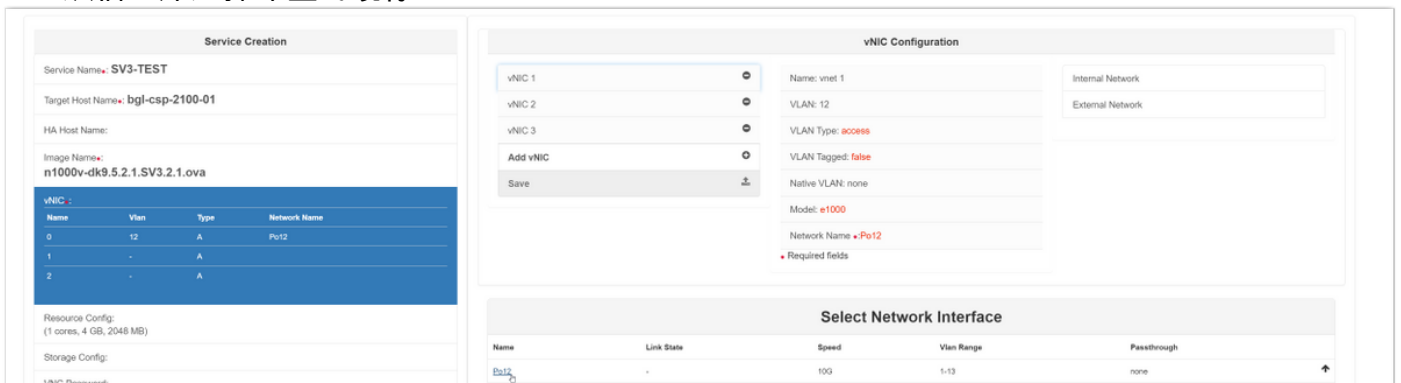 Service Creation
Service Name*: SV3-TEST
Target Host Name*: bgl-csp-2100-01
HA Host Name:
Image Name*:
n1000v-dk9.5.2.1.SV3.2.1.ova
vNIC*:
Name Vlan Type Network Name
0 12 A Po12
1 - A
2 - A
Resource Config:
(1 cores, 4 GB, 2048 MB)
Storage Config:
VNC Password:
vNIC Configuration
vNIC 1
vNIC 2
vNIC 3
Add vNIC
Save
Name: vnet 1
VLAN: 12
VLAN Type: access
VLAN Tagged: false
Native VLAN: none
Model: e1000
Network Name *:Po12
* Required fields
Internal Network
External Network
Select Network Interface
Name Link State Speed Vlan Range Passthrough
Po12 - 10G 1-13 none